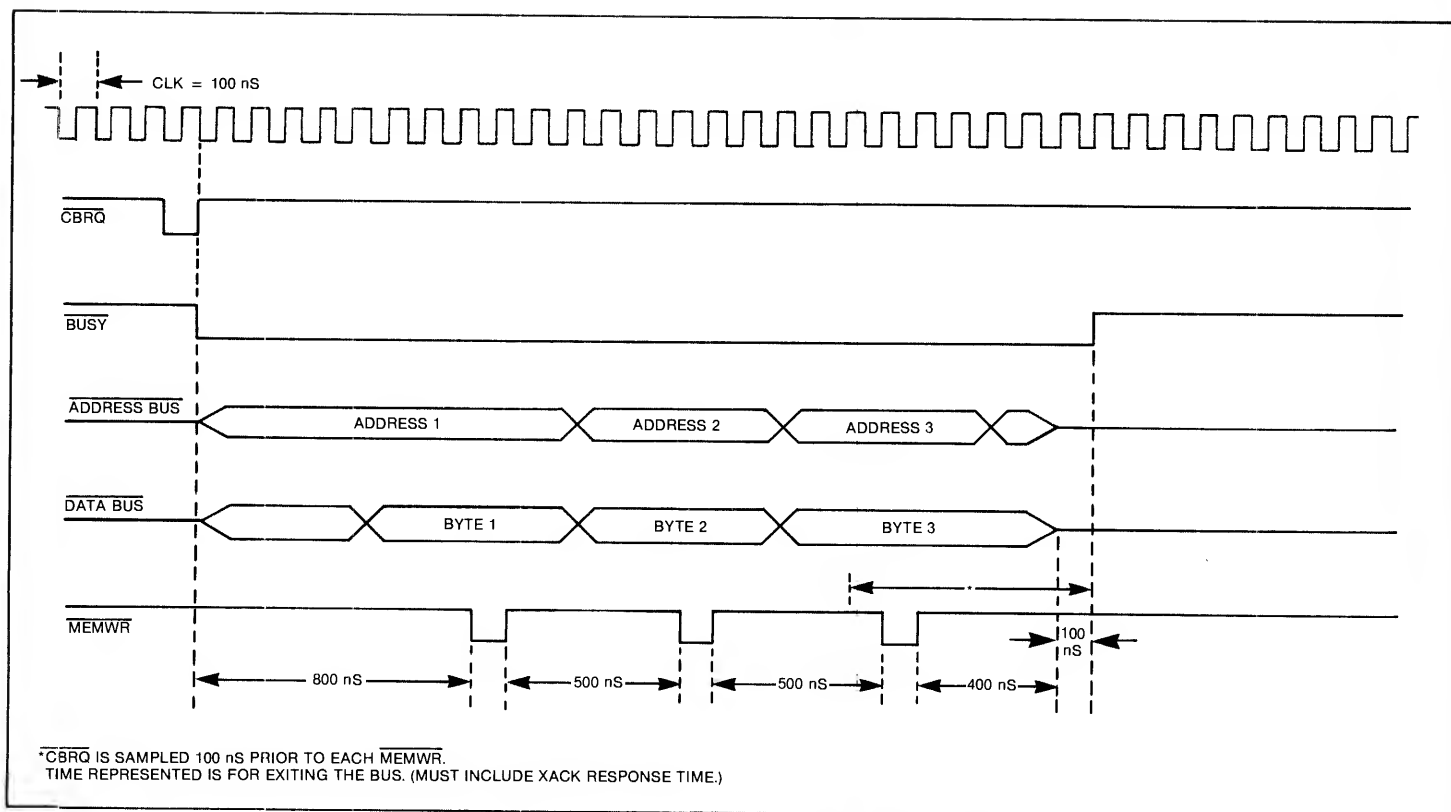 CLK = 100 nS
CBRQ
BUSY
ADDRESS BUS
ADDRESS 1
ADDRESS 2
ADDRESS 3
DATA BUS
BYTE 1
BYTE 2
BYTE 3
*
MEMWR
100
nS
800 nS
500 nS
500 nS
400 nS
*CBRQ IS SAMPLED 100 nS PRIOR TO EACH MEMWR.
TIME REPRESENTED IS FOR EXITING THE BUS. (MUST INCLUDE XACK RESPONSE TIME.)